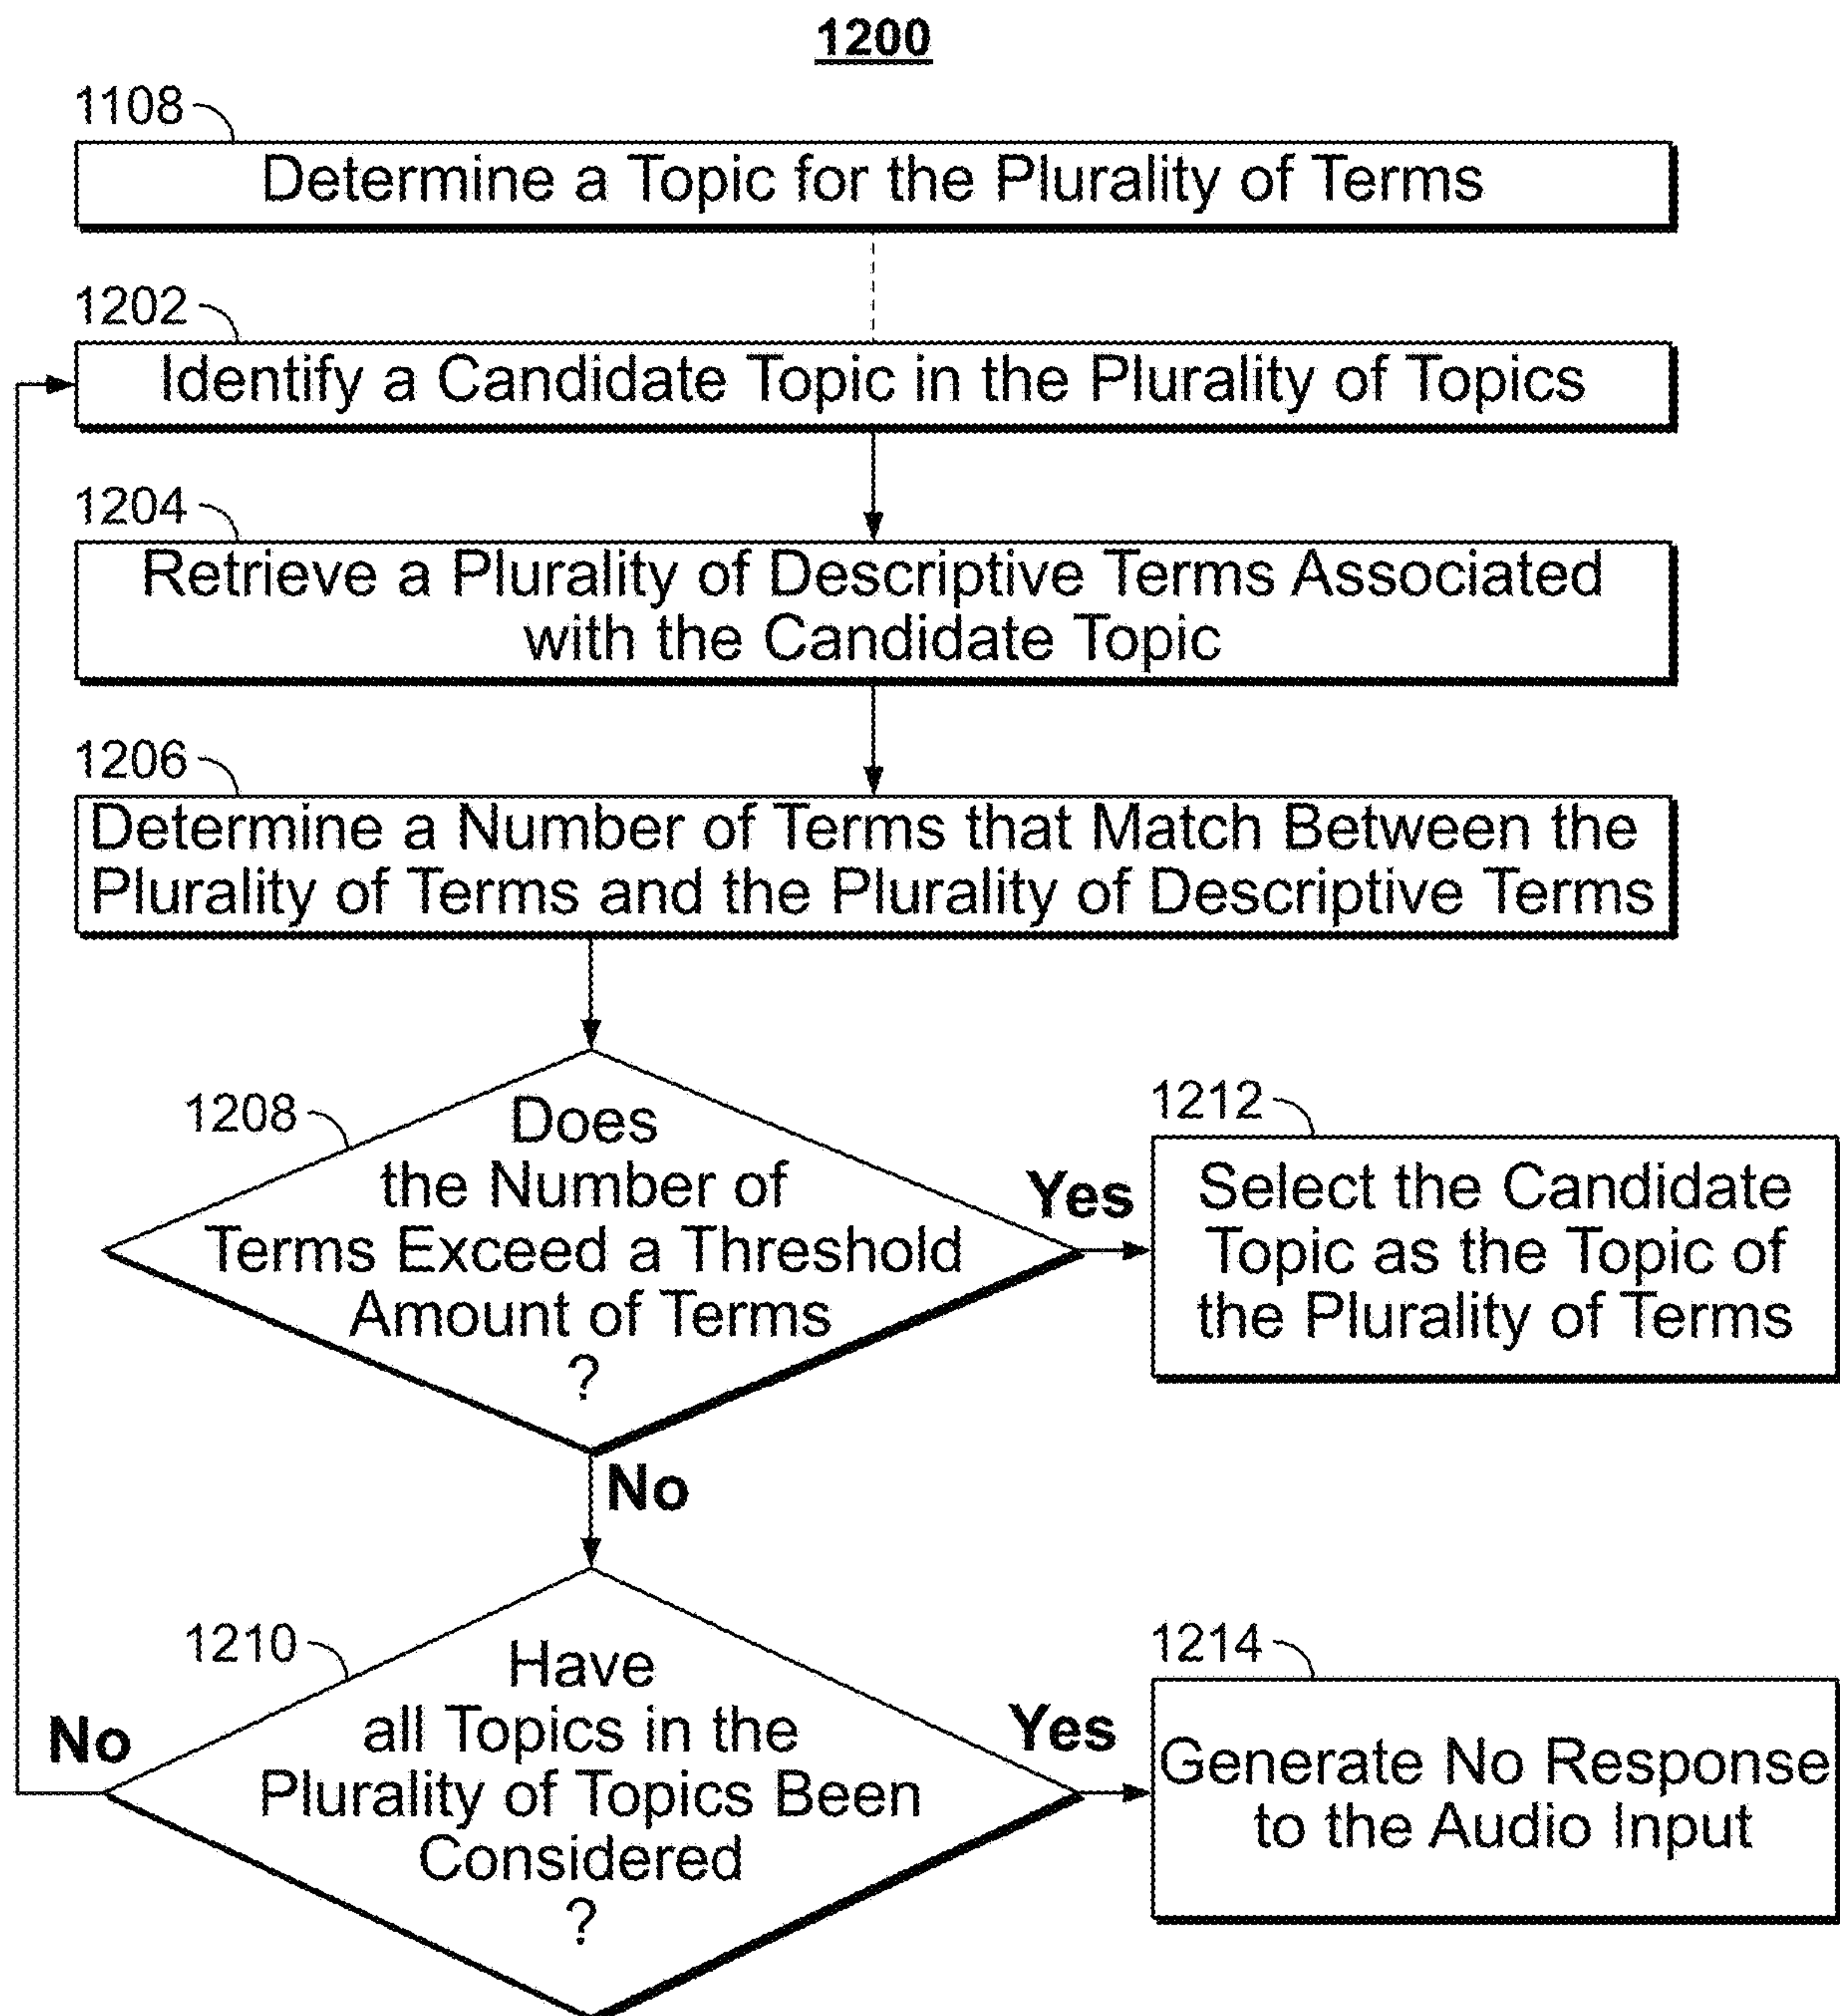 1200
1108
Determine a Topic for the Plurality of Terms
1202
Identify a Candidate Topic in the Plurality of Topics
1204
Retrieve a Plurality of Descriptive Terms Associated
with the Candidate Topic
1206
Determine a Number of Terms that Match Between the
Plurality of Terms and the Plurality of Descriptive Terms
1208
Does
the Number of
Terms Exceed a Threshold
Amount of Terms
?
Yes
1212
Select the Candidate
Topic as the Topic of
the Plurality of Terms
No
1210
Have
all Topics in the
Plurality of Topics Been
Considered
?
No
Yes
1214
Generate No Response
to the Audio Input